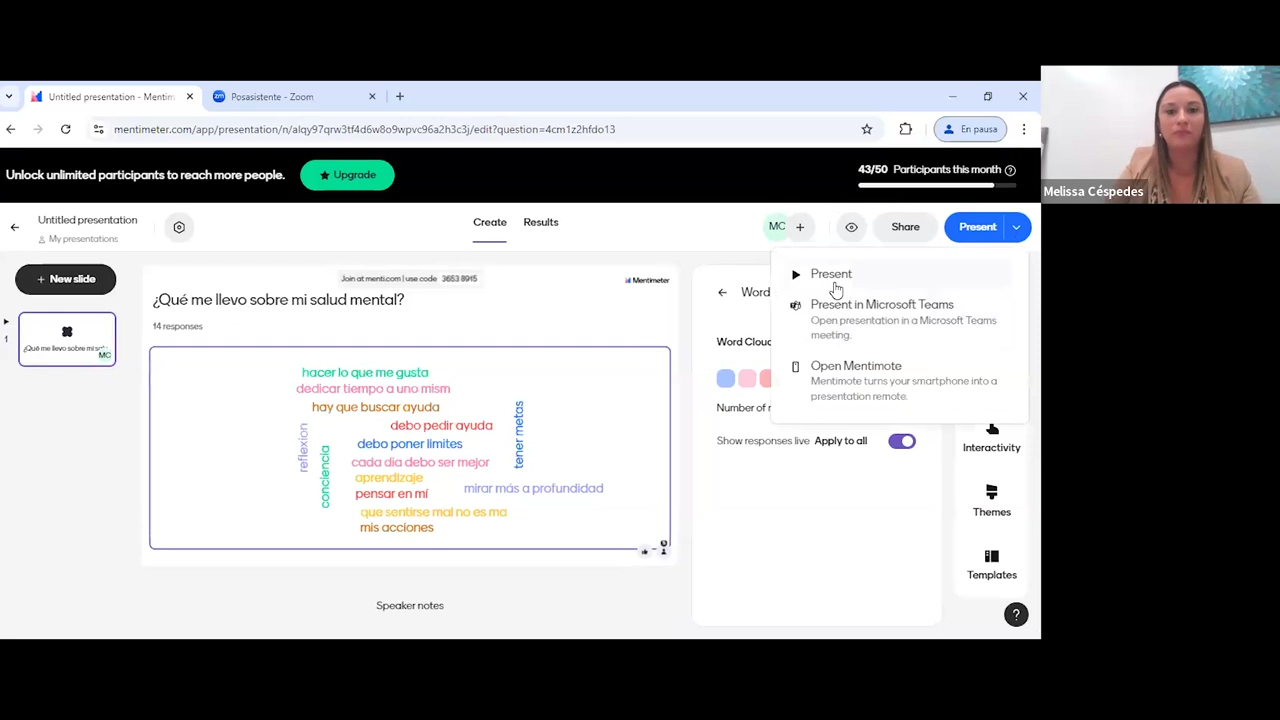 Untitled presentation - Mentim
Posasistente - Zoom
mentimeter.com/app/presentation/n/alqy97qrw3tf4d6w8o9wpvc96a2h3c3j/edit?question=4cm1z2hfdo13
En pausa
Unlock unlimited participants to reach more people.
Upgrade
43/50 Participants this month
Melissa Céspedes
Untitled presentation
My presentations
Create
Results
MC
Share
Present
New slide
1
¿Qué me llevo sobre mi sal
MC
Join at menti.com | use code 3653 8915
Mentimeter
¿Qué me llevo sobre mi salud mental?
14 responses
hacer lo que me gusta
dedicar tiempo a uno mism
hay que buscar ayuda
debo pedir ayuda
debo poner limites
cada dia debo ser mejor
aprendizaje
pensar en mí
que sentirse mal no es ma
mis acciones
reflexion
conciencia
tener metas
mirar más a profundidad
Speaker notes
Word
Word Cloud
Number of r
Show responses live Apply to all
Present
Present in Microsoft Teams
Open presentation in a Microsoft Teams
meeting.
Open Mentimote
Mentimote turns your smartphone into a
presentation remote.
Interactivity
Themes
Templates